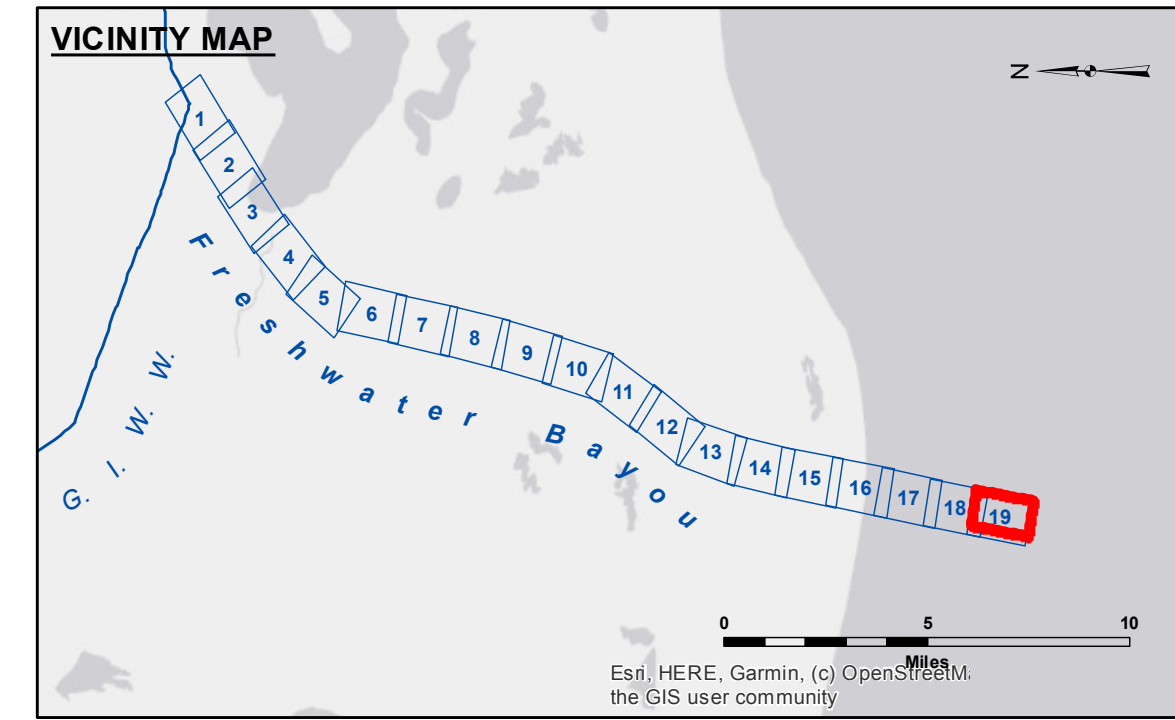 VICINITY MAP
N
1
2
3
4
5
6
7
8
9
10
11
12
13
14
15
16
17
18
19
Freshwater Bayou
G. I. W. W.
0 5 10
Miles
Esri, HERE, Garmin, (c) OpenStreetM
the GIS user community